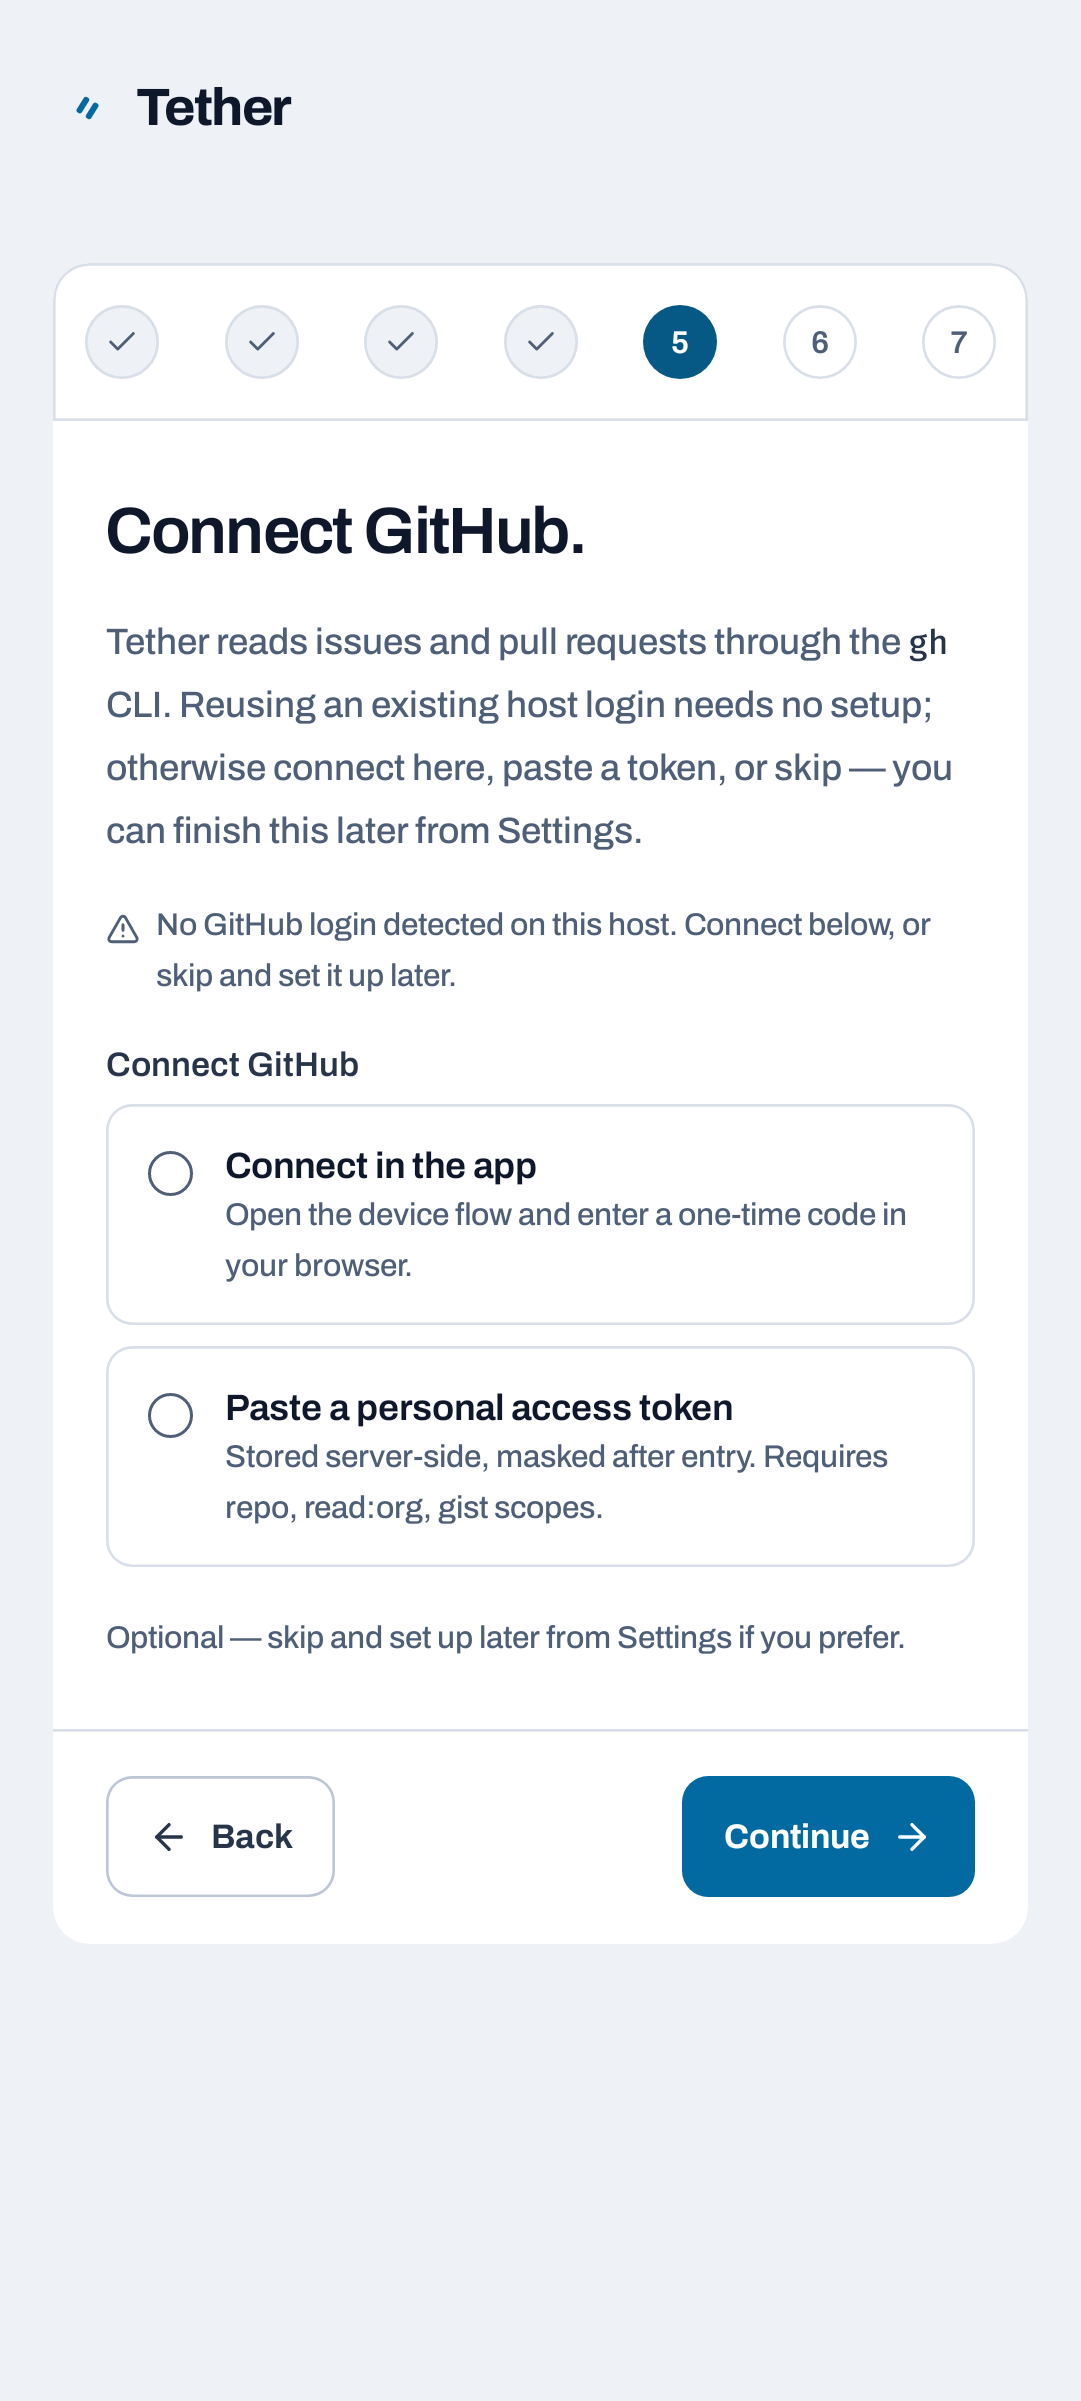 Tether
5
6
7
Connect GitHub.
Tether reads issues and pull requests through the gh
CLI. Reusing an existing host login needs no setup;
otherwise connect here, paste a token, or skip — you
can finish this later from Settings.
No GitHub login detected on this host. Connect below, or
skip and set it up later.
Connect GitHub
Connect in the app
Open the device flow and enter a one-time code in
your browser.
Paste a personal access token
Stored server-side, masked after entry. Requires
repo, read:org, gist scopes.
Optional — skip and set up later from Settings if you prefer.
Back
Continue